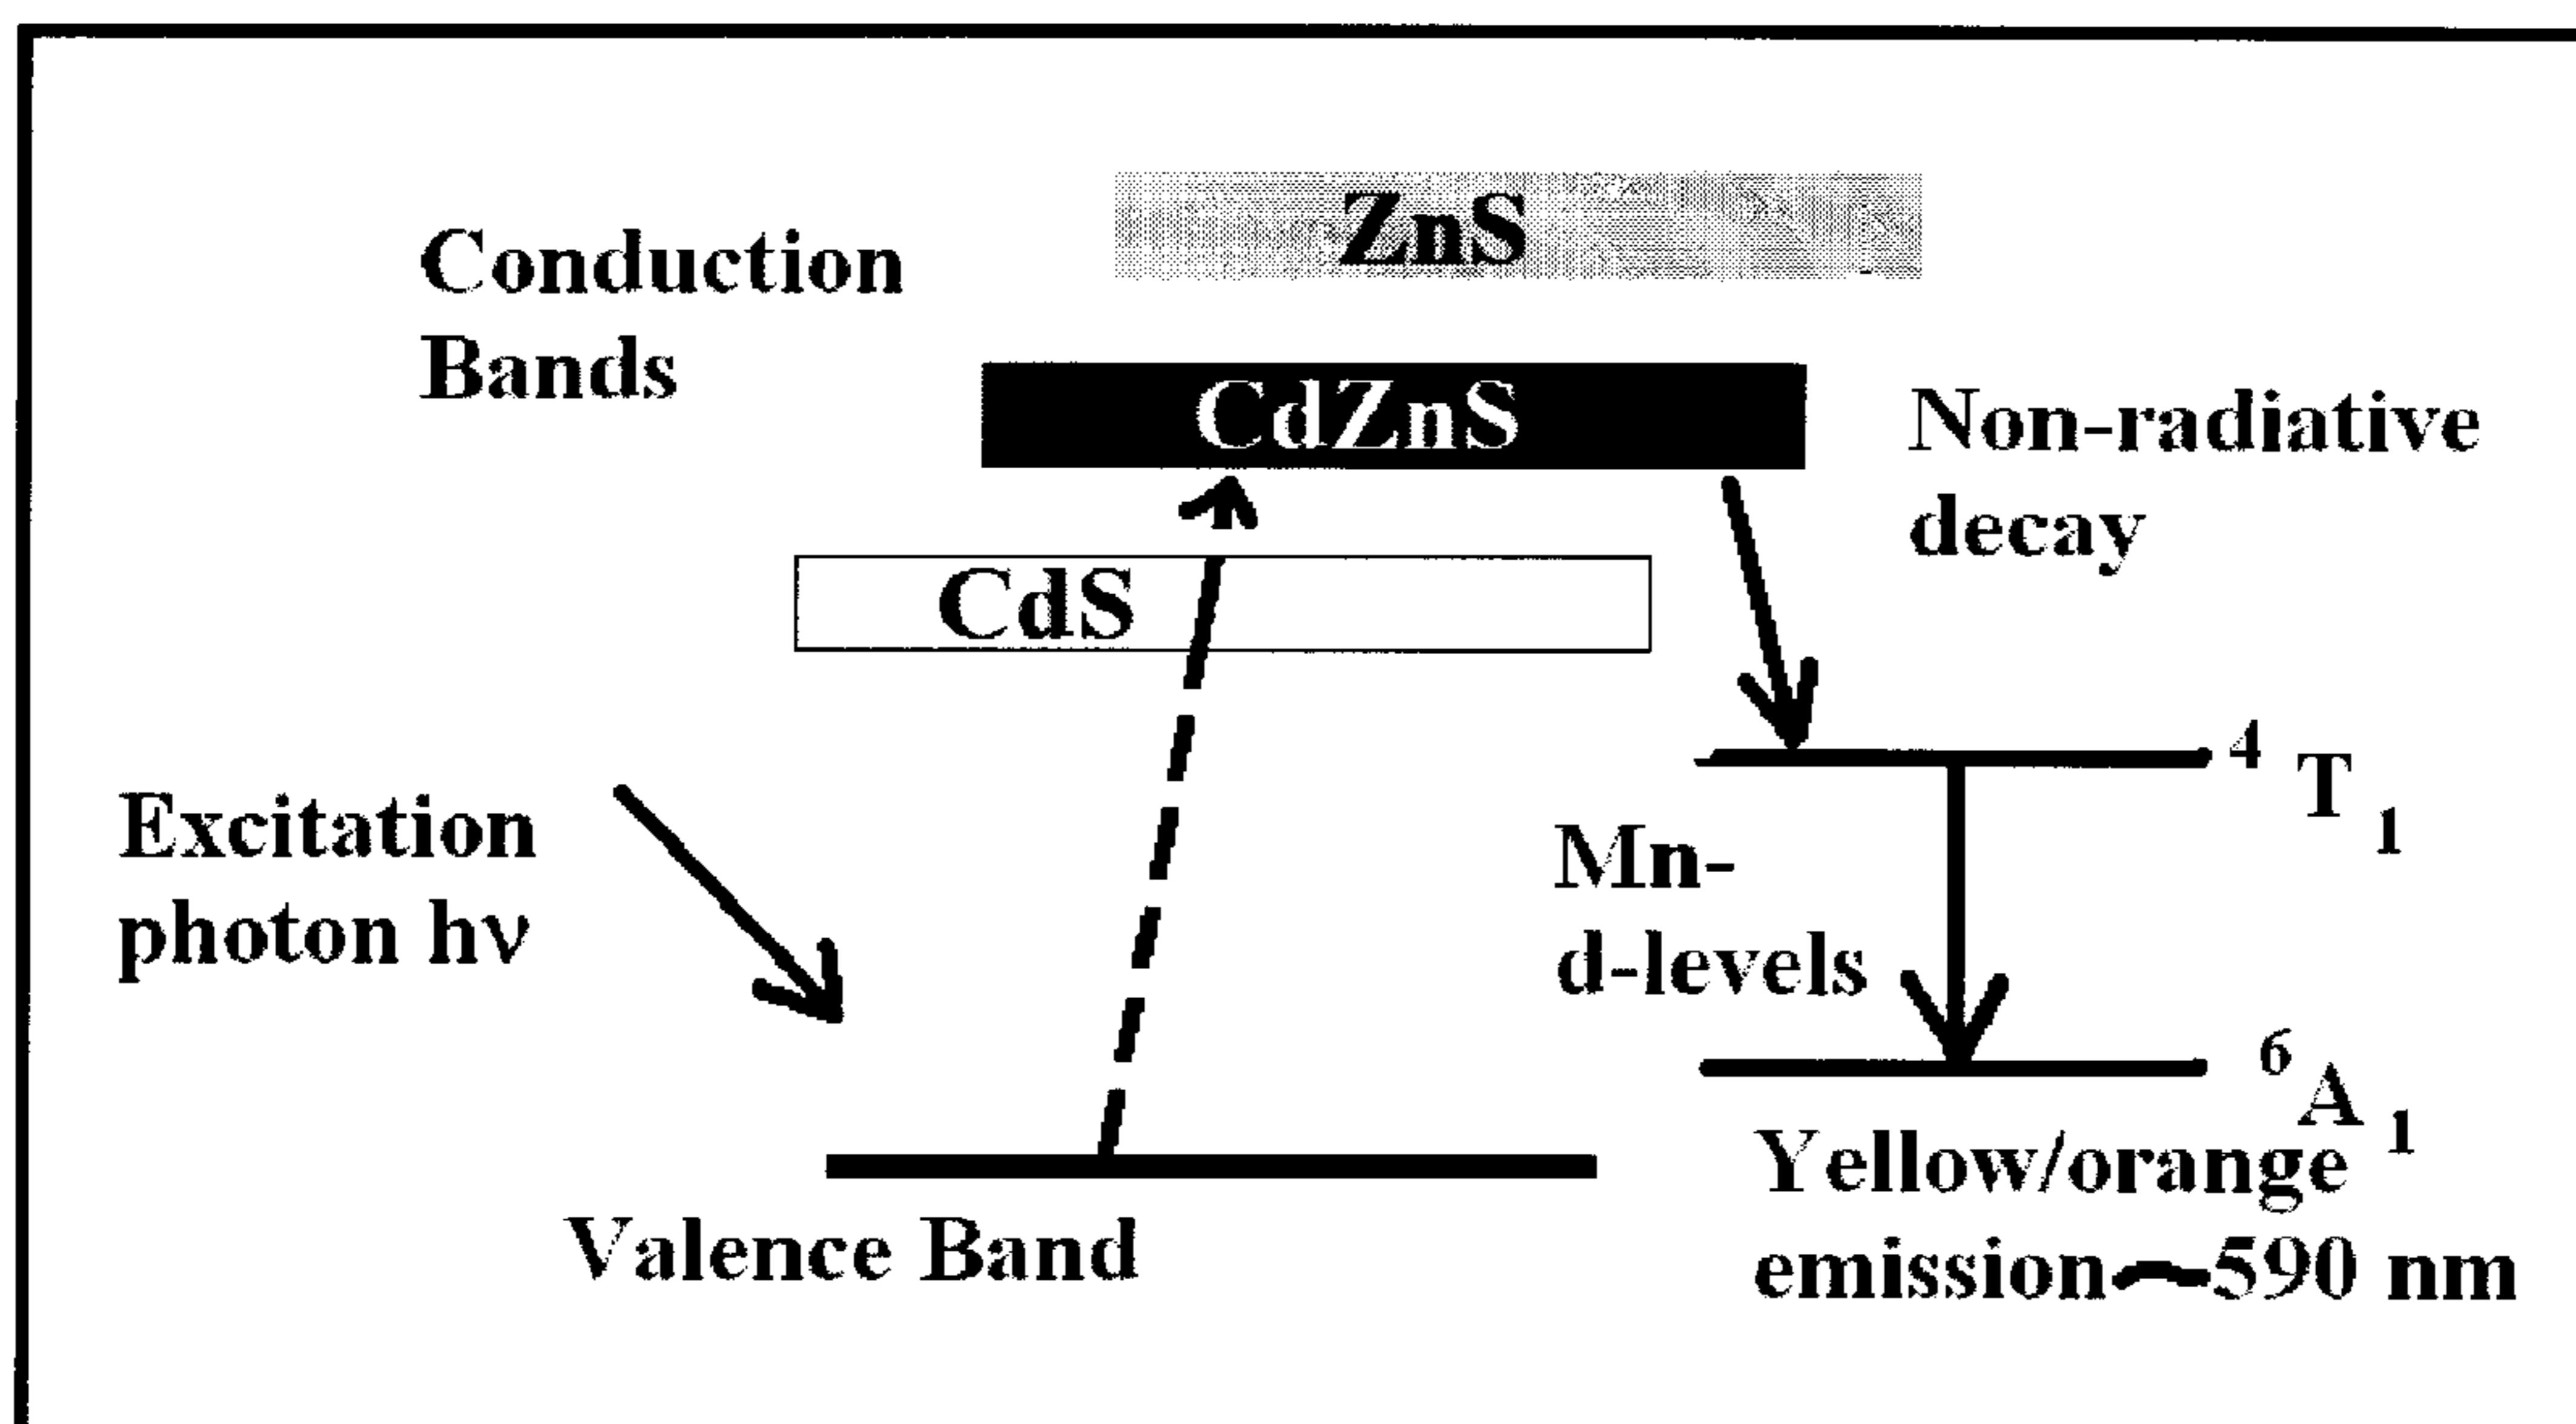 ZnS
Conduction
Bands
CdZnS
Non-radiative
decay
CdS
4 T 1
Excitation
photon hν
Mn-
d-levels
6 A 1
Valence Band
Yellow/orange
emission~590 nm